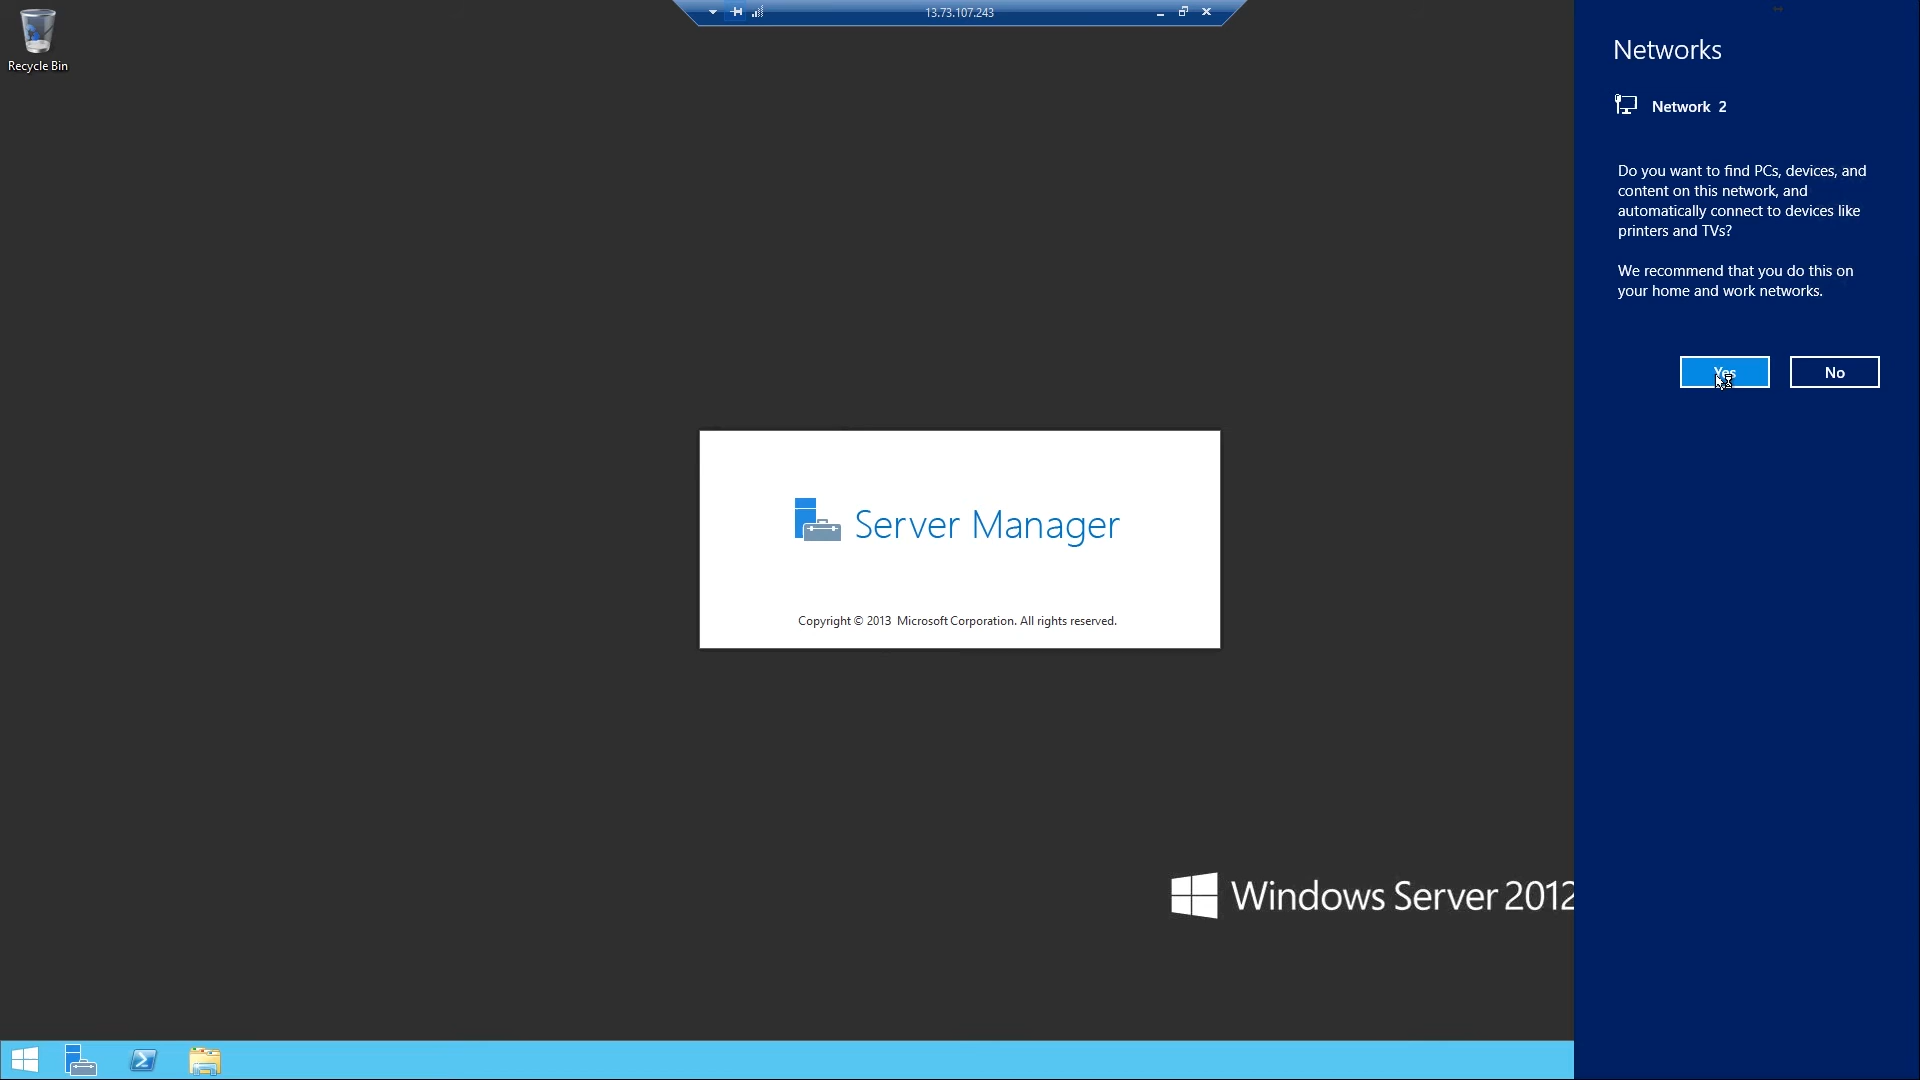 Recycle Bin
13.73.107.243
Networks
Network 2
Do you want to find PCs, devices, and
content on this network, and
automatically connect to devices like
printers and TVs?
We recommend that you do this on
your home and work networks.
Yes
No
Server Manager
Copyright © 2013 Microsoft Corporation. All rights reserved.
Windows Server 2012